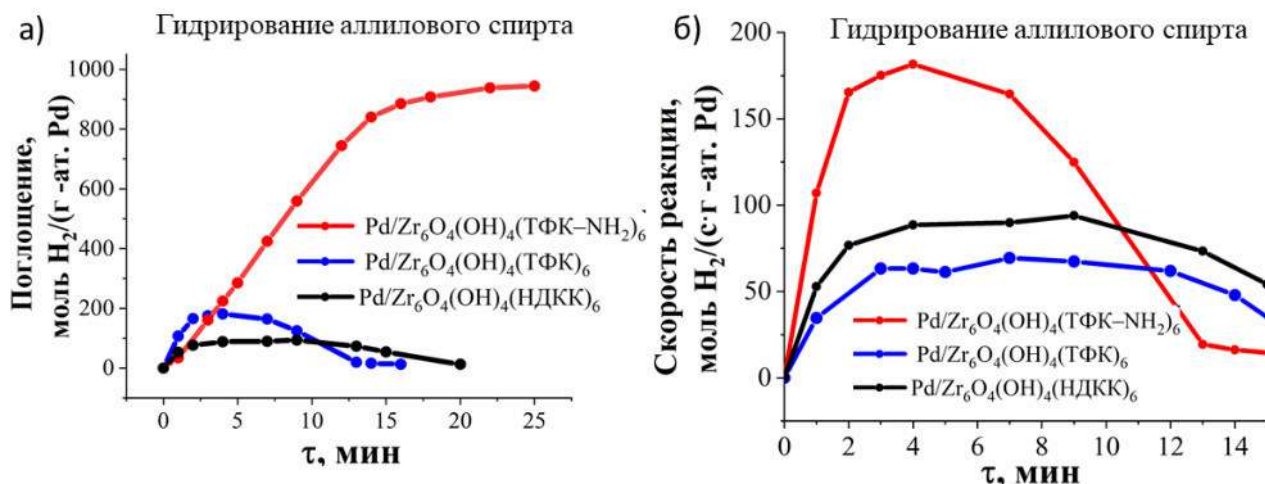 а)
Гидрирование аллилового спирта
Поглощение,
моль H₂/(г -ат. Pd)
1000
800
600
400
200
0
Pd/Zr₆O₄(OH)₄(ТФК–NH₂)₆
Pd/Zr₆O₄(OH)₄(ТФК)₆
Pd/Zr₆O₄(OH)₄(НДКК)₆
0 5 10 15 20 25
τ, мин
б)
Гидрирование аллилового спирта
Скорость реакции,
моль H₂/(с·г -ат. Pd)
200
150
100
50
0
Pd/Zr₆O₄(OH)₄(ТФК–NH₂)₆
Pd/Zr₆O₄(OH)₄(ТФК)₆
Pd/Zr₆O₄(OH)₄(НДКК)₆
0 2 4 6 8 10 12 14
τ, мин